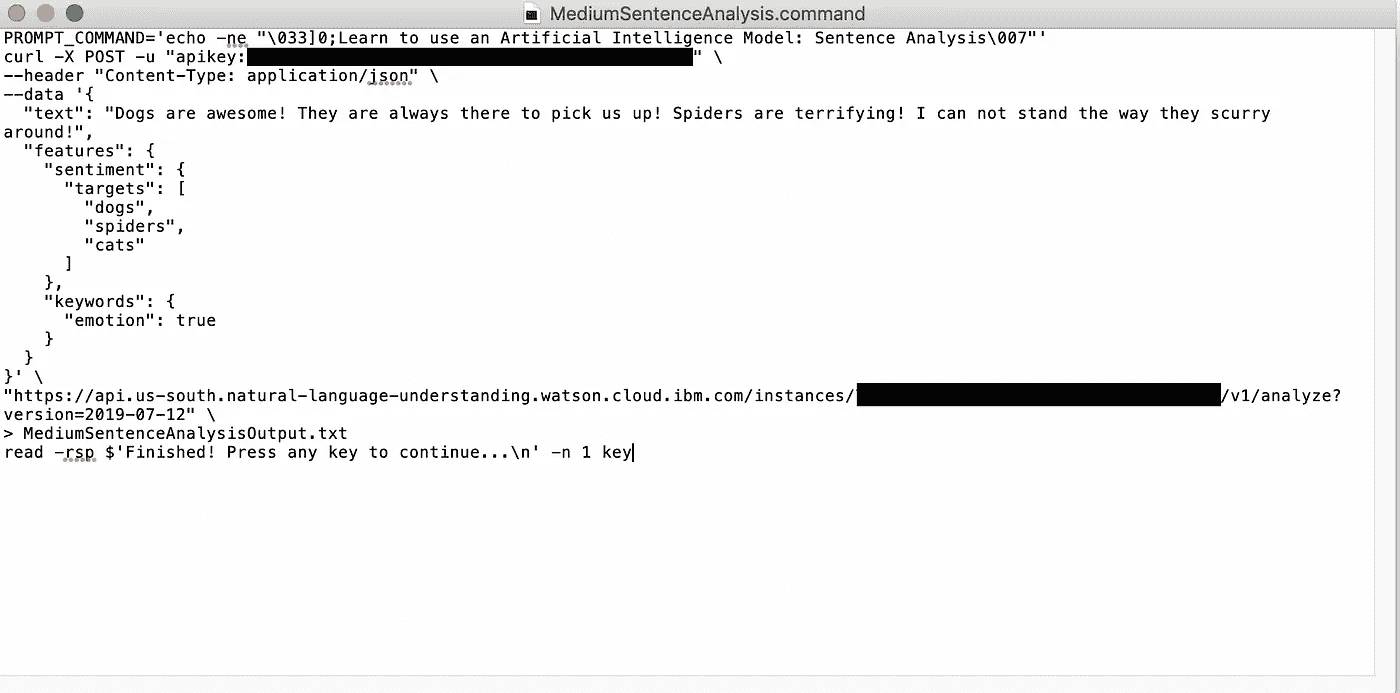 MediumSentenceAnalysis.command
PROMPT_COMMAND='echo -ne "\033]0;Learn to use an Artificial Intelligence Model: Sentence Analysis\007"'
curl -X POST -u "apikey:" \
--header "Content-Type: application/json" \
--data '{
  "text": "Dogs are awesome! They are always there to pick us up! Spiders are terrifying! I can not stand the way they scurry
around!",
  "features": {
    "sentiment": {
      "targets": [
        "dogs",
        "spiders",
        "cats"
      ]
    },
    "keywords": {
      "emotion": true
    }
  }
}' \
"https://api.us-south.natural-language-understanding.watson.cloud.ibm.com/instances/ /v1/analyze?
version=2019-07-12" \
> MediumSentenceAnalysisOutput.txt
read -rsp $'Finished! Press any key to continue...\n' -n 1 key